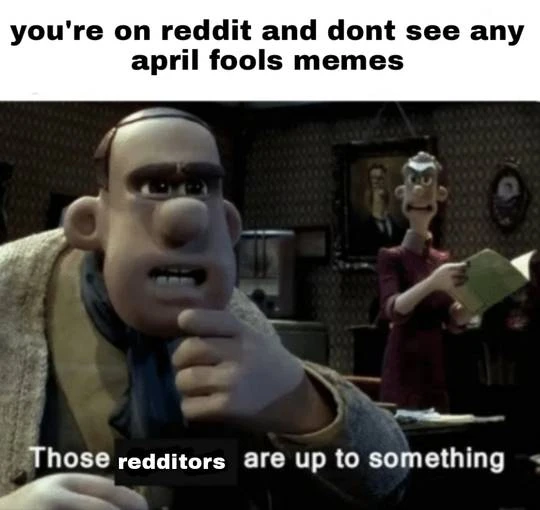 you're on reddit and dont see any
april fools memes
Those redditors are up to something